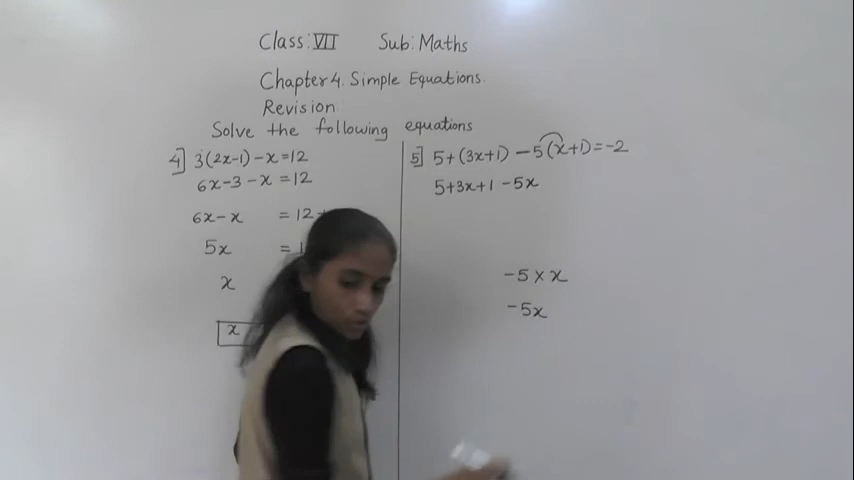 Class: VII Sub: Maths
Chapter 4. Simple Equations.
Revision
Solve the following equations
4] 3(2x-1) - x = 12
6x - 3 - x = 12
6x - x = 12 +
5x = 1
x
x
5] 5 + (3x+1) - 5(x+1) = -2
5 + 3x + 1 - 5x
-5 × x
-5x